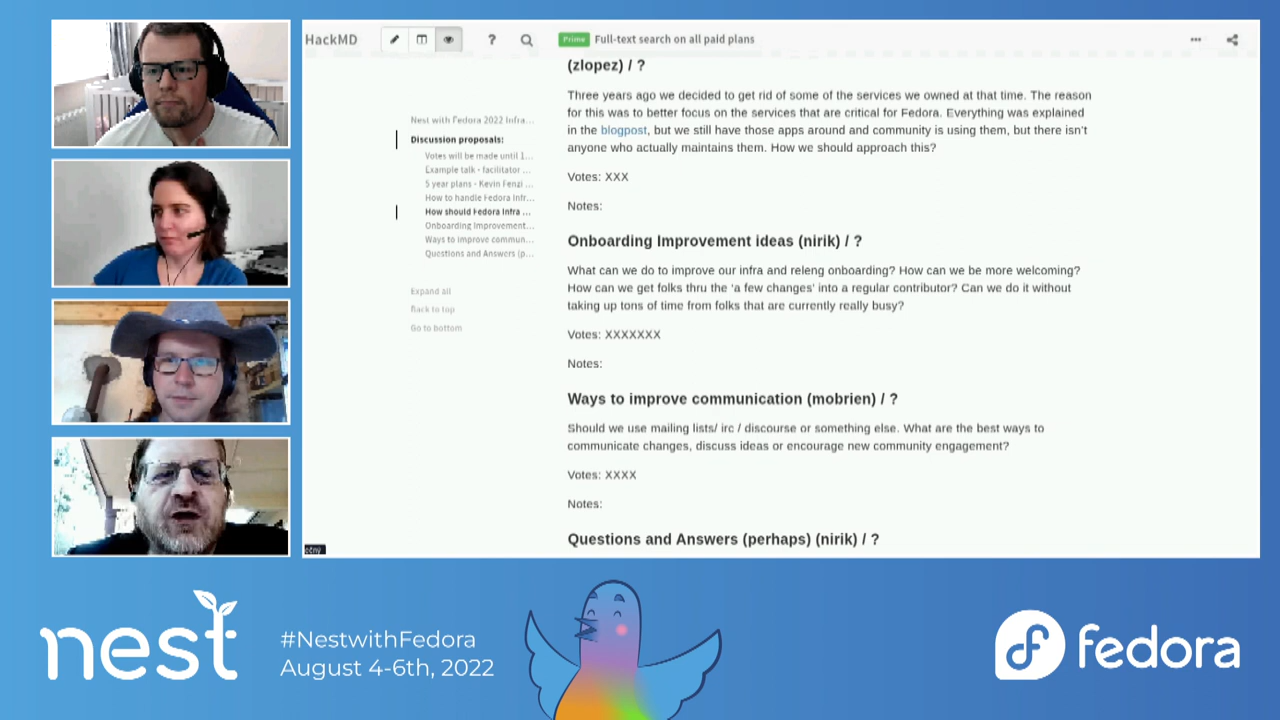 HackMD
?
Prime Full-text search on all paid plans
Nest with Fedora 2022 Infra...
Discussion proposals:
Votes will be made until 1...
Example talk - facilitator ...
5 year plans - Kevin Fenzi ...
How to handle Fedora Infr...
How should Fedora Infra ...
Onboarding Improvement...
Ways to improve commun...
Questions and Answers (p...
Expand all
Back to top
Go to bottom
(zlopez) / ?
Three years ago we decided to get rid of some of the services we owned at that time. The reason
for this was to better focus on the services that are critical for Fedora. Everything was explained
in the blogpost, but we still have those apps around and community is using them, but there isn't
anyone who actually maintains them. How we should approach this?
Votes: XXX
Notes:
Onboarding Improvement ideas (nirik) / ?
What can we do to improve our infra and releng onboarding? How can we be more welcoming?
How can we get folks thru the ‘a few changes’ into a regular contributor? Can we do it without
taking up tons of time from folks that are currently really busy?
Votes: XXXXXXX
Notes:
Ways to improve communication (mobrien) / ?
Should we use mailing lists/ irc / discourse or something else. What are the best ways to
communicate changes, discuss ideas or encourage new community engagement?
Votes: XXXX
Notes:
Questions and Answers (perhaps) (nirik) / ?
nest
#NestwithFedora
August 4-6th, 2022
fedora